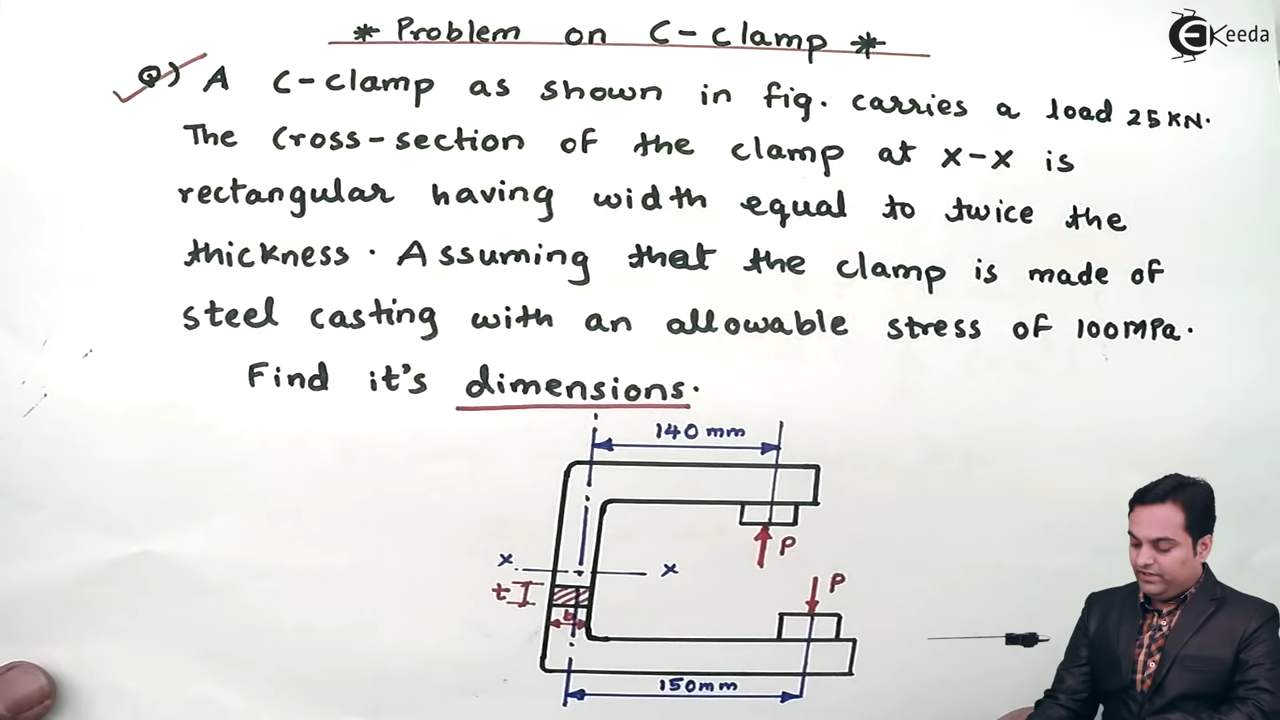 * Problem on C-clamp *
Keeda
Q) A C-clamp as shown in fig. carries a load 25KN.
The Cross-section of the clamp at X-X is
rectangular having width equal to twice the
thickness. Assuming that the clamp is made of
steel casting with an allowable stress of 100MPa.
Find it's dimensions.
140 mm
P
X X
t
b
P
150mm